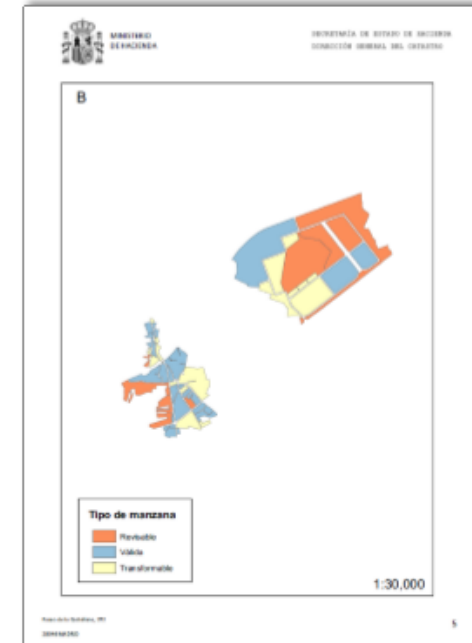 MINISTERIO
DE HACIENDA
SECRETARÍA DE ESTADO DE HACIENDA
DIRECCIÓN GENERAL DEL CATASTRO
B
Tipo de manzana
Revisable
Válida
Transformable
1:30,000
5